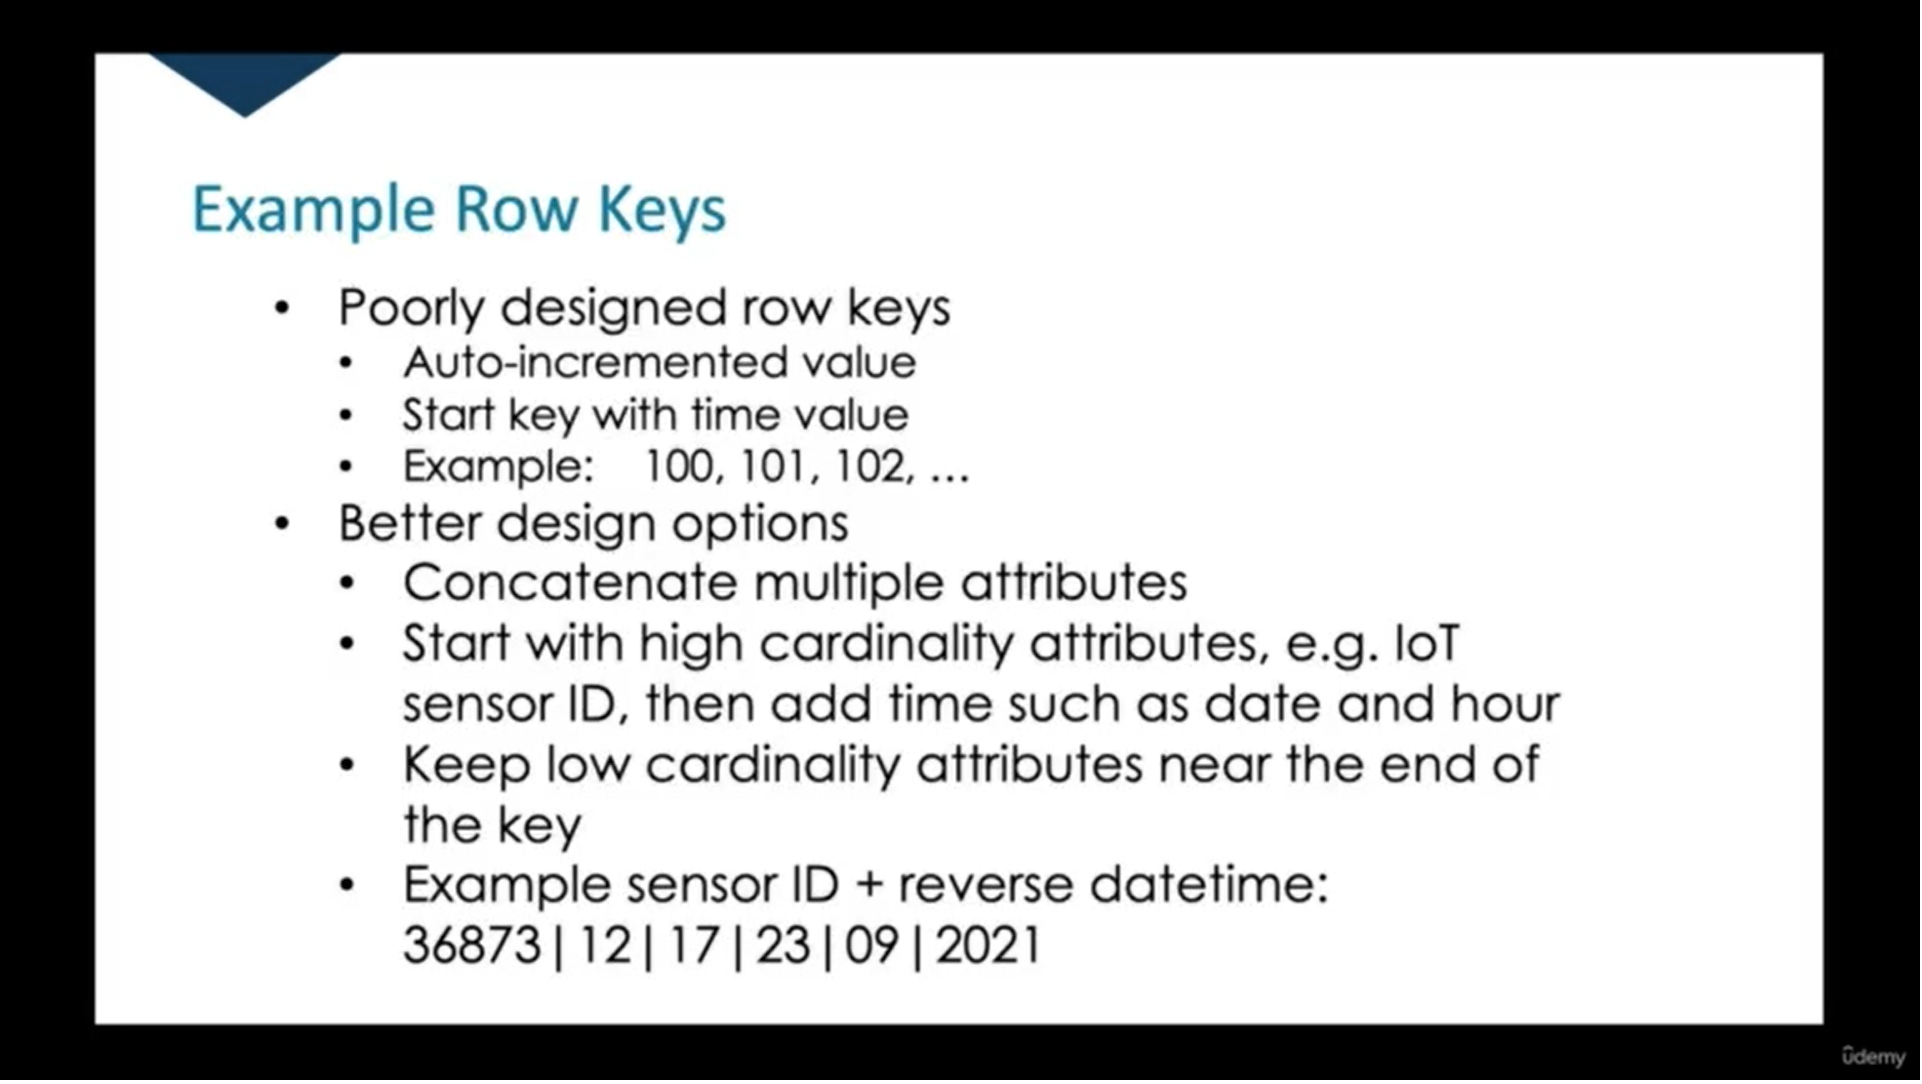 Example Row Keys
• Poorly designed row keys
• Auto-incremented value
• Start key with time value
• Example: 100, 101, 102, ...
• Better design options
• Concatenate multiple attributes
• Start with high cardinality attributes, e.g. IoT
sensor ID, then add time such as date and hour
• Keep low cardinality attributes near the end of
the key
• Example sensor ID + reverse datetime:
36873|12|17|23|09|2021
ûdemy